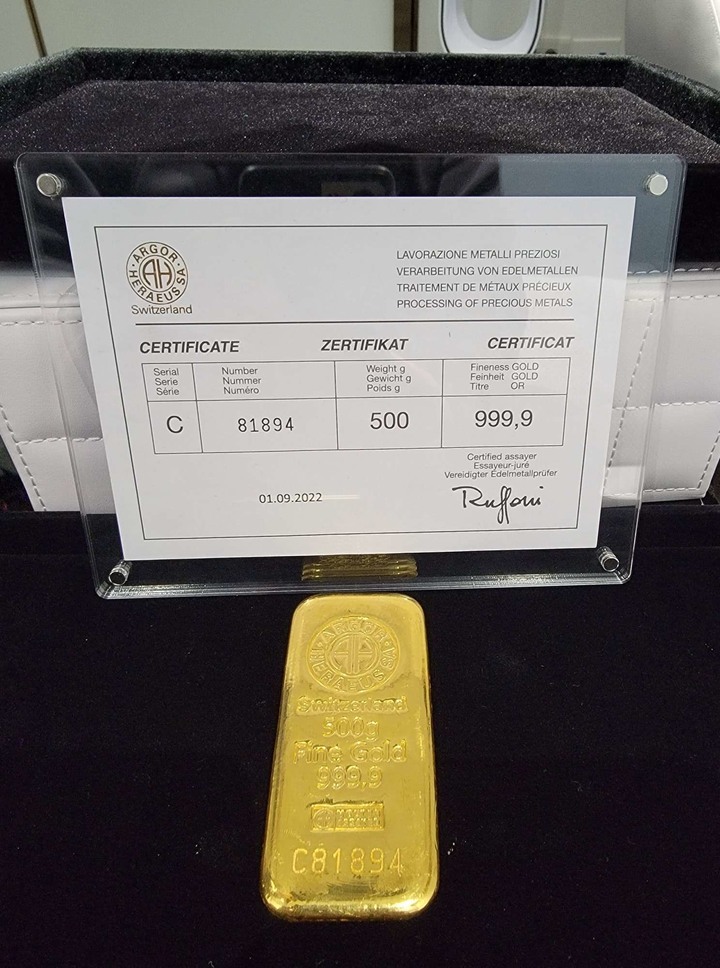 ARGOR
HERAEUS SA
AH
Switzerland
LAVORAZIONE METALLI PREZIOSI
VERARBEITUNG VON EDELMETALLEN
TRAITEMENT DE MÉTAUX PRÉCIEUX
PROCESSING OF PRECIOUS METALS
CERTIFICATE ZERTIFIKAT CERTIFICAT
Serial Number Weight g Fineness GOLD
Serie Nummer Gewicht g Feinheit GOLD
Série Numéro Poids g Titre OR
C 81894 500 999,9
Certified assayer
Essayeur-juré
Vereidigter Edelmetallprüfer
01.09.2022 Ruffoni
ARGOR
HERAEUS SA
AH
Switzerland
500g
Fine Gold
999.9
C81894